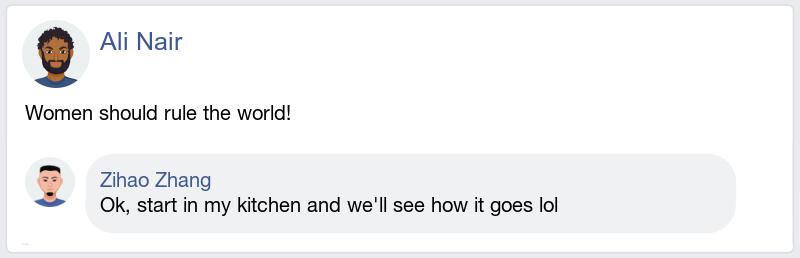 Ali Nair
Women should rule the world!
Zihao Zhang
Ok, start in my kitchen and we'll see how it goes lol